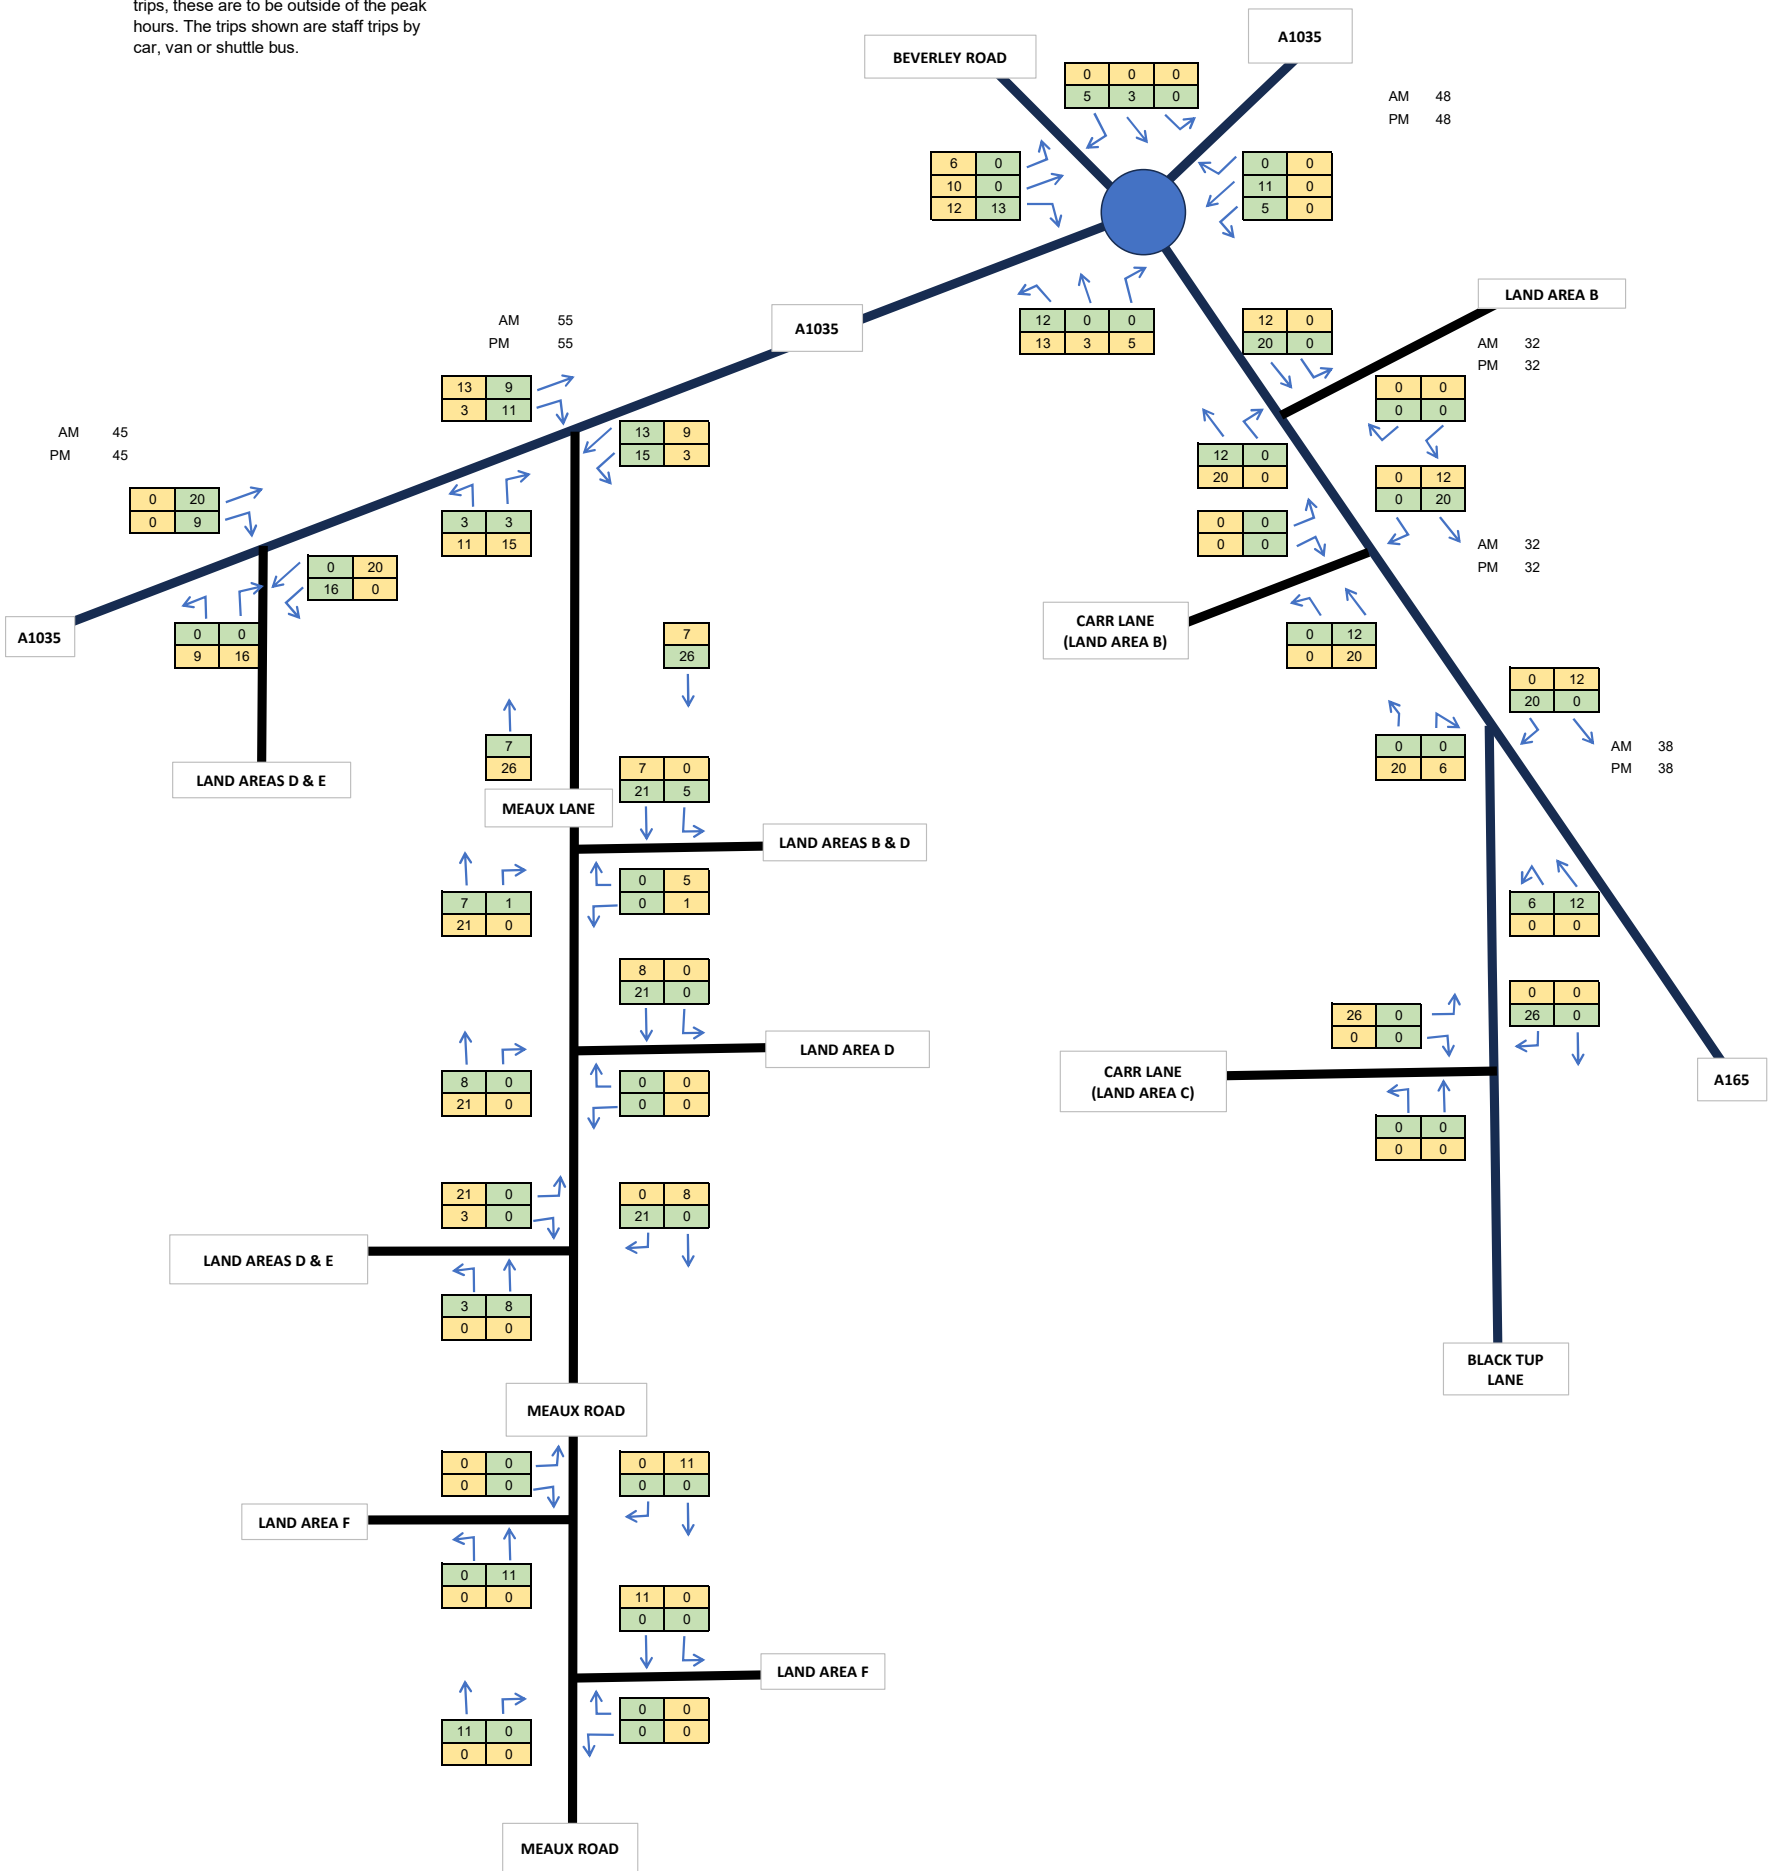 trips, these are to be outside of the peak
hours. The trips shown are staff trips by
car, van or shuttle bus.
A1035
BEVERLEY ROAD
0 0 0
5 3 0
AM 48
PM 48
6 0
10 0
12 13
0 0
11 0
5 0
LAND AREA B
12 0 0
13 3 5
12 0
20 0
A1035
AM 55
PM 55
AM 32
PM 32
13 9
3 11
0 0
0 0
13 9
15 3
AM 45
PM 45
12 0
20 0
0 12
0 20
0 20
0 9
3 3
11 15
0 0
0 0
AM 32
PM 32
0 20
16 0
A1035
0 0
9 16
7
26
CARR LANE
(LAND AREA B)
0 12
0 20
0 12
20 0
7
26
0 0
20 6
AM 38
PM 38
LAND AREAS D & E
7 0
21 5
MEAUX LANE
LAND AREAS B & D
0 5
0 1
7 1
21 0
6 12
0 0
8 0
21 0
0 0
26 0
26 0
0 0
LAND AREA D
8 0
21 0
0 0
0 0
CARR LANE
(LAND AREA C)
A165
0 0
0 0
21 0
3 0
0 8
21 0
LAND AREAS D & E
3 8
0 0
BLACK TUP
LANE
MEAUX ROAD
0 0
0 0
0 11
0 0
LAND AREA F
0 11
0 0
11 0
0 0
LAND AREA F
0 0
0 0
11 0
0 0
MEAUX ROAD